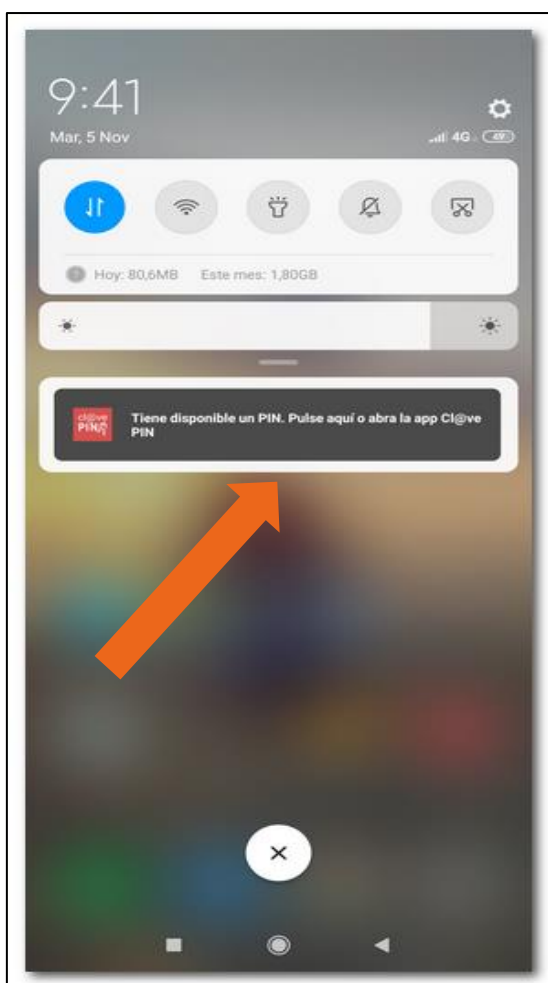 9:41
Mar, 5 Nov
4G 49
Hoy: 80,6MB Este mes: 1,80GB
cl@ve
PIN
Tiene disponible un PIN. Pulse aquí o abra la app Cl@ve
PIN